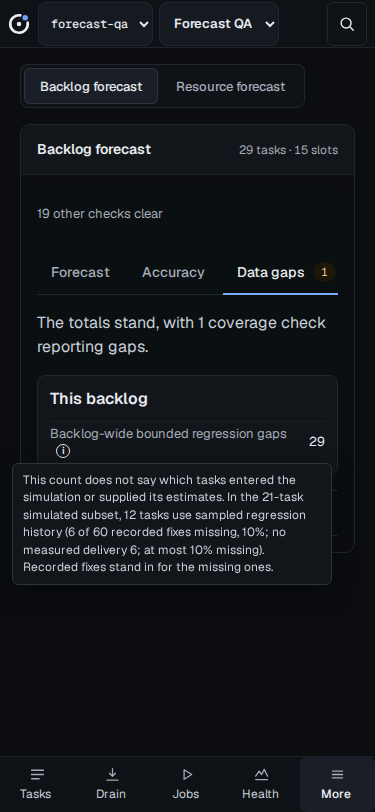 forecast-qa
Forecast QA
Backlog forecast
Resource forecast
Backlog forecast
29 tasks · 15 slots
19 other checks clear
Forecast
Accuracy
Data gaps 1
The totals stand, with 1 coverage check
reporting gaps.
This backlog
Backlog-wide bounded regression gaps
29
This count does not say which tasks entered the
simulation or supplied its estimates. In the 21-task
simulated subset, 12 tasks use sampled regression
history (6 of 60 recorded fixes missing, 10%; no
measured delivery 6; at most 10% missing).
Recorded fixes stand in for the missing ones.
Tasks
Drain
Jobs
Health
More